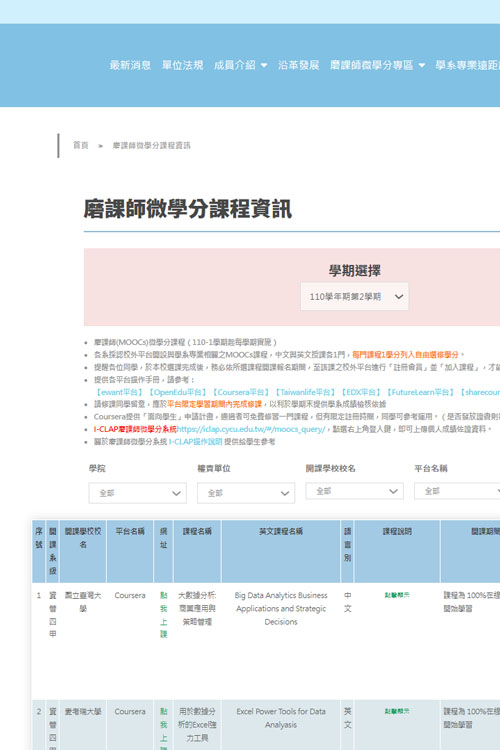 最新消息 單位法規 成員介紹 沿革發展 磨課師微學分專區 學系專業遠距
首頁 » 磨課師微學分課程資訊
磨課師微學分課程資訊
學期選擇
110學年期第2學期
磨課師(MOOCs)微學分課程(110-1學期起每學期實施)
各系採認校外平台開設與學系專業相關之MOOCs課程,中文與英文授課各1門,每門課程1學分列入自由選修學分。
提醒各位同學,於本校選課完成後,務必依所選課程開課報名期間,至該課之校外平台進行「註冊會員」並「加入課程」,才
提供各平台操作手冊,請參考:
【ewant平台】【OpenEdu平台】【Coursera平台】【Taiwanlife平台】【EDX平台】【FutureLearn平台】【sharecour
請修課同學留意,應於平台限定學習期間內完成修課,以利於學期末提供學系成績檢核依據
Coursera提供「面向學生」申請計畫,通過者可免費修習一門課程,但有限定註冊時間,同學可參考運用。(是否發放證書則
I-CLAP磨課師微學分系統https://iclap.cycu.edu.tw/#/moocs_query/,點選右上角登入鍵,即可上傳個人成績佐證資料。
關於磨課師微學分系統 I-CLAP操作說明 提供給學生參考
學院 權責單位 開課學校校名 平台名稱
全部 全部 全部 全部
序號 開課系級 開課學校校名 平台名稱 網址 課程名稱 英文課程名稱 語言別 課程說明 開課期間
1 資管四甲 國立臺灣大學 Coursera 點我上課 大數據分析:商業應用與策略管理 Big Data Analytics Business Applications and Strategic Decisions 中文 點擊顯示 課程為 100%在線開始學習
2 資管四 麥考瑞大學 Coursera 點我上 用於數據分析的Excel強力工具 Excel Power Tools for Data Analyasis 英文 點擊顯示 課程為 100%在線開始學習